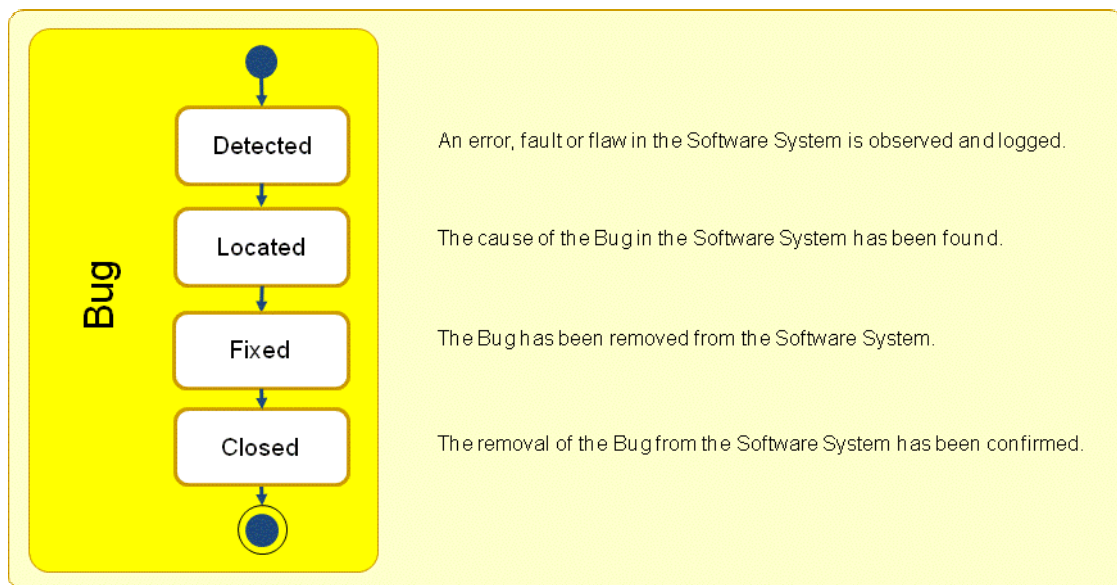 Bug
Detected
An error, fault or flaw in the Software System is observed and logged.
Located
The cause of the Bug in the Software System has been found.
Fixed
The Bug has been removed from the Software System.
Closed
The removal of the Bug from the Software System has been confirmed.